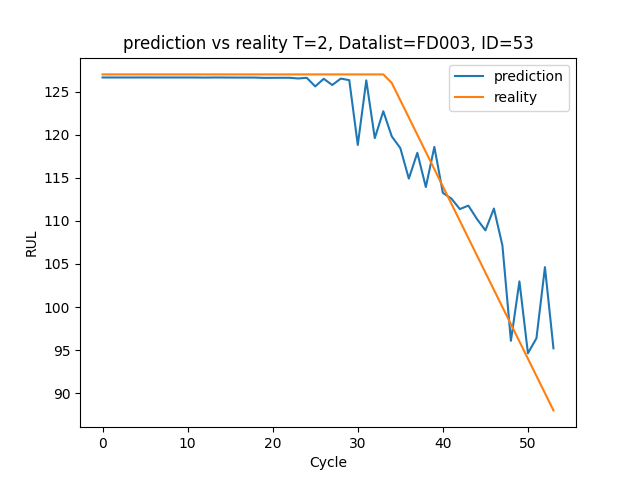 prediction vs reality T=2, Datalist=FD003, ID=53
prediction
reality
125
120
115
110
105
100
95
90
RUL
0 10 20 30 40 50
Cycle